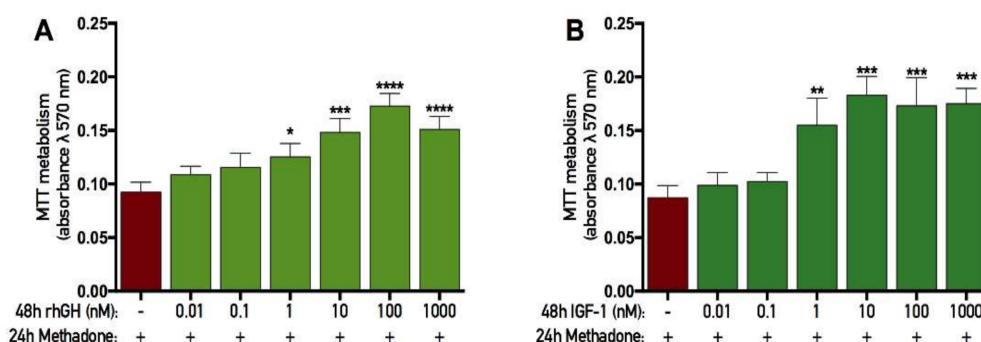 A
MTT metabolism
(absorbance λ 570 nm)
0.25
0.20
0.15
0.10
0.05
0.00
*
***
****
****
48h rhGH (nM): - 0.01 0.1 1 10 100 1000
24h Methadone: + + + + + + +
B
MTT metabolism
(absorbance λ 570 nm)
0.25
0.20
0.15
0.10
0.05
0.00
**
***
***
***
48h IGF-1 (nM): - 0.01 0.1 1 10 100 1000
24h Methadone: + + + + + + +